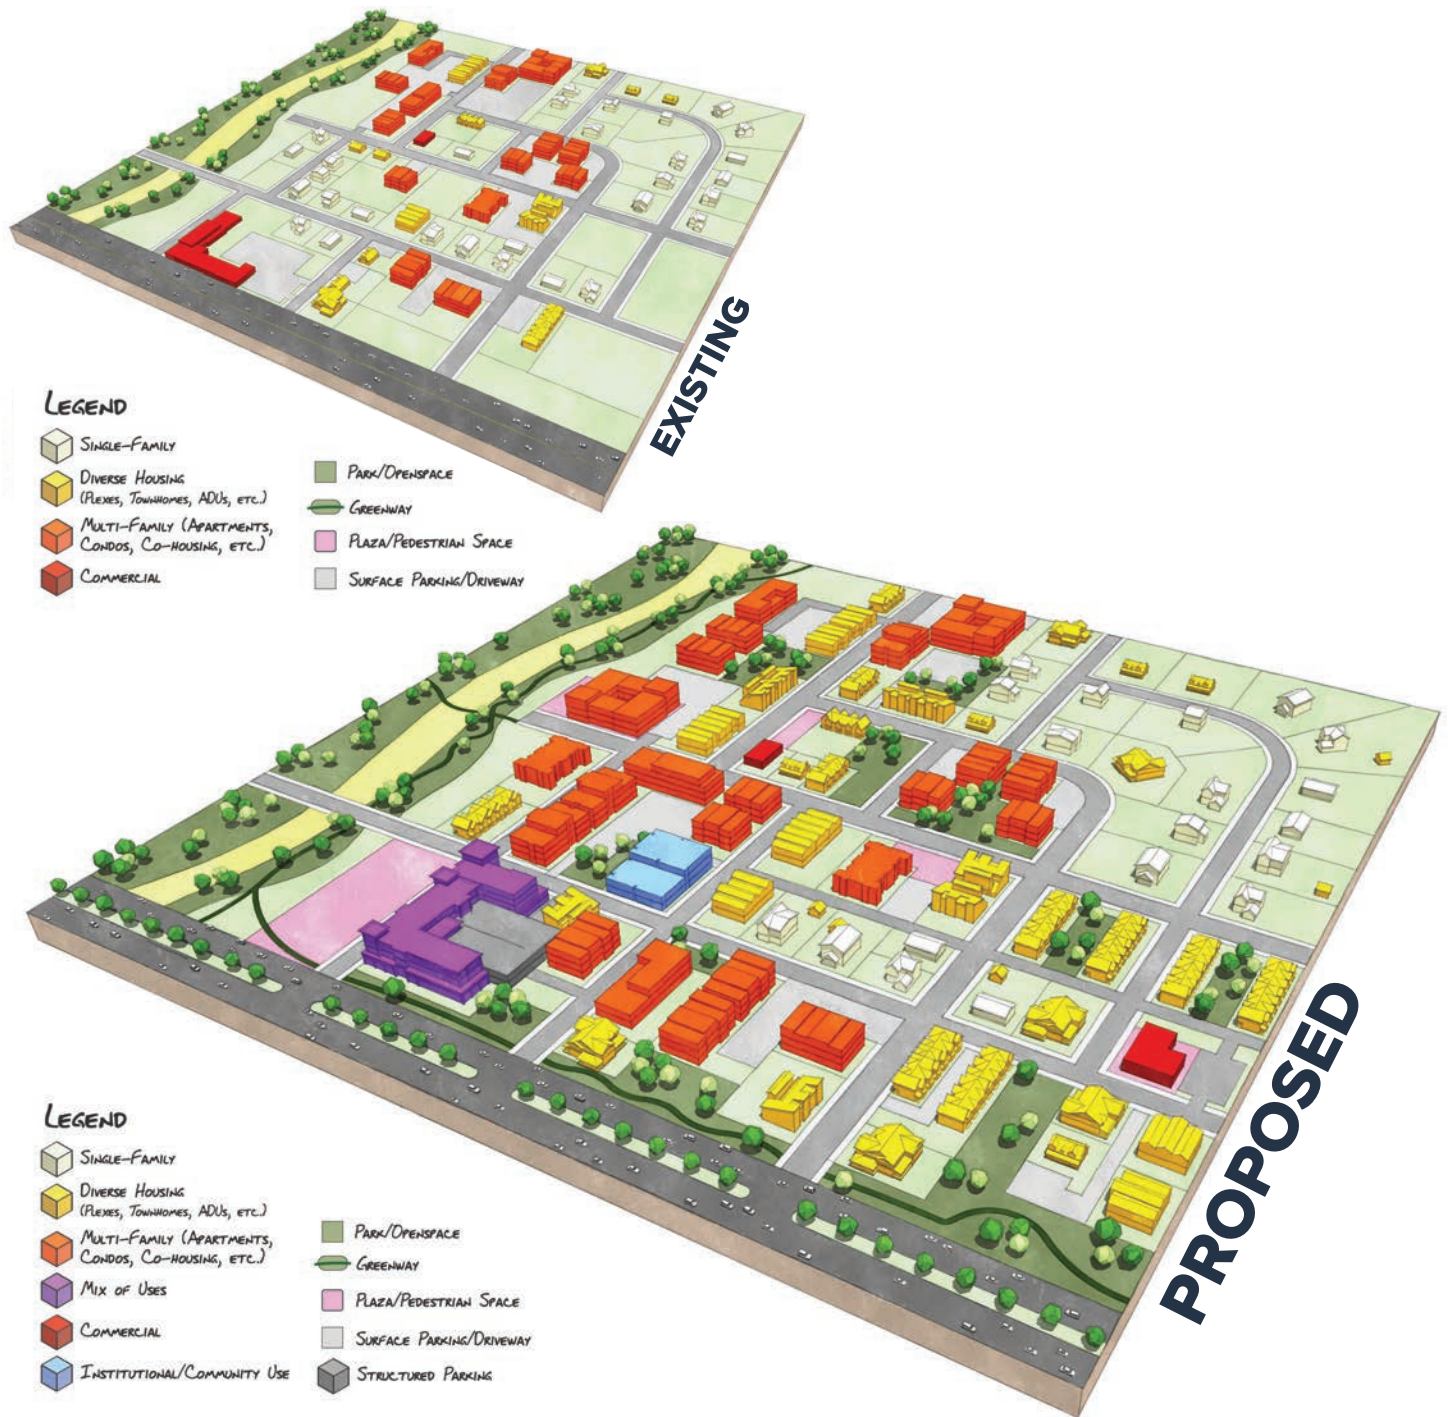 EXISTING
LEGEND
SINGLE-FAMILY
DIVERSE HOUSING
(PLEXES, TOWNHOMES, ADUS, ETC.)
MULTI-FAMILY (APARTMENTS,
CONDOS, CO-HOUSING, ETC.)
COMMERCIAL
PARK/OPENSPACE
GREENWAY
PLAZA/PEDESTRIAN SPACE
SURFACE PARKING/DRIVEWAY
PROPOSED
LEGEND
SINGLE-FAMILY
DIVERSE HOUSING
(PLEXES, TOWNHOMES, ADUS, ETC.)
MULTI-FAMILY (APARTMENTS,
CONDOS, CO-HOUSING, ETC.)
MIX OF USES
COMMERCIAL
INSTITUTIONAL/COMMUNITY USE
PARK/OPENSPACE
GREENWAY
PLAZA/PEDESTRIAN SPACE
SURFACE PARKING/DRIVEWAY
STRUCTURED PARKING